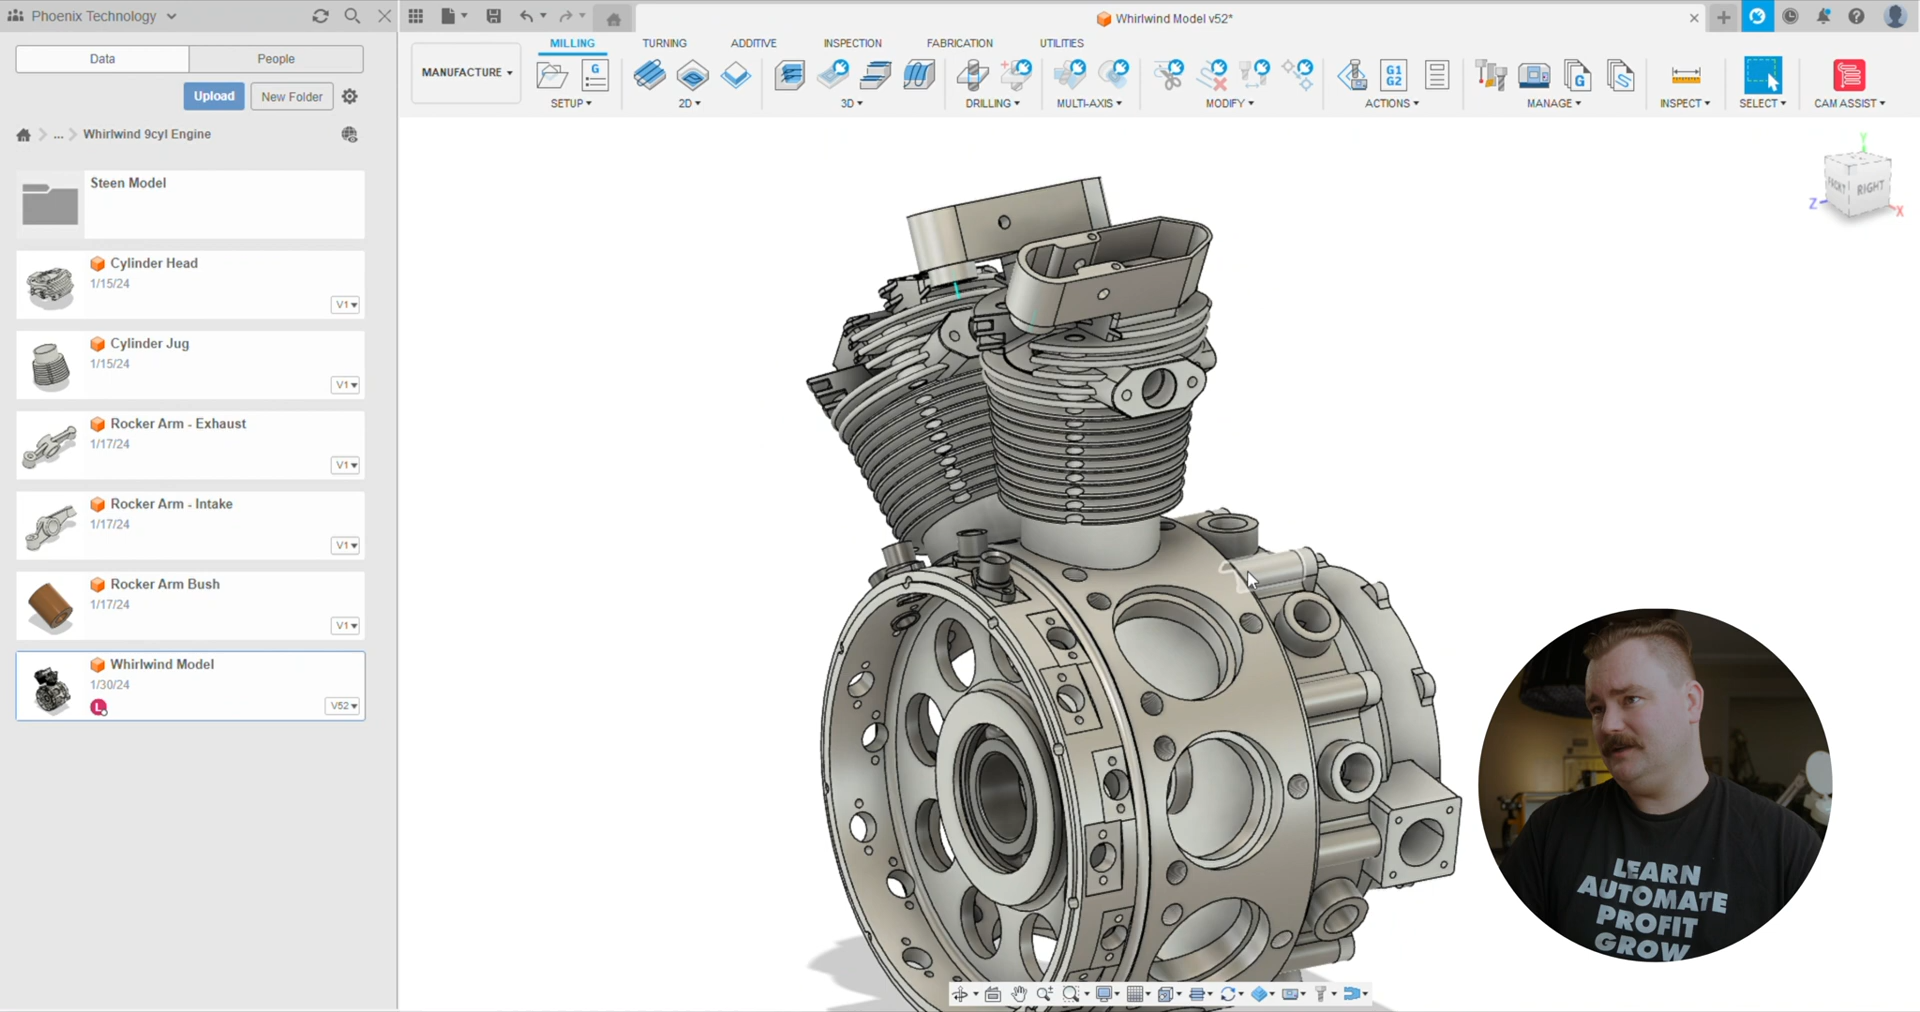 Phoenix Technology
Whirlwind Model v52*
Data
People
Upload
New Folder
... Whirlwind 9cyl Engine
Steen Model
Cylinder Head
1/15/24
V1
Cylinder Jug
1/15/24
V1
Rocker Arm - Exhaust
1/17/24
V1
Rocker Arm - Intake
1/17/24
V1
Rocker Arm Bush
1/17/24
V1
Whirlwind Model
1/30/24
L
V52
MANUFACTURE
MILLING
TURNING
ADDITIVE
INSPECTION
FABRICATION
UTILITIES
G
G1
G2
G
S
SETUP
2D
3D
DRILLING
MULTI-AXIS
MODIFY
ACTIONS
MANAGE
INSPECT
SELECT
CAM ASSIST
Y
FRONT
RIGHT
Z
X
LEARN
AUTOMATE
PROFIT
GROW